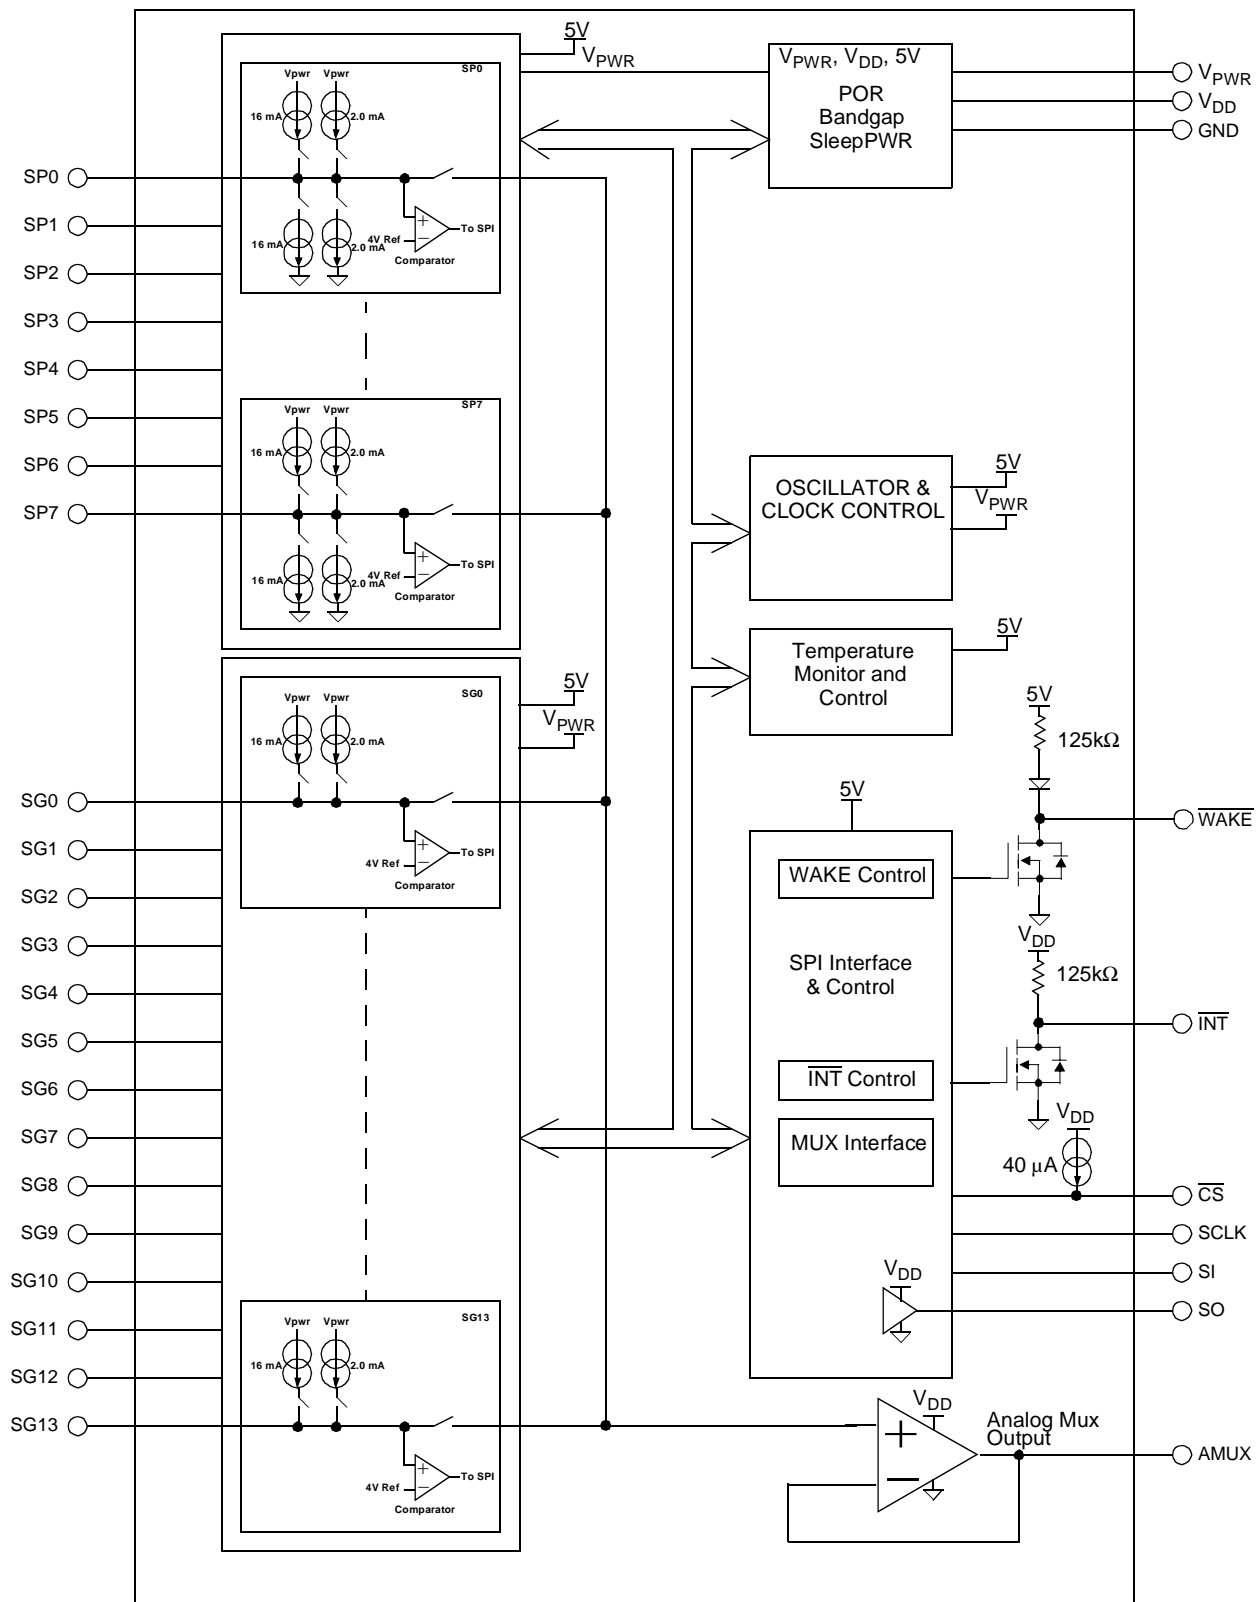 5V
VPWR
SP0
Vpwr Vpwr
16 mA 2.0 mA
16 mA 2.0 mA
4V Ref
+
−
To SPI
Comparator
SP7
Vpwr Vpwr
16 mA 2.0 mA
16 mA 2.0 mA
4V Ref
+
−
To SPI
Comparator
5V
VPWR
SG0
Vpwr Vpwr
16 mA 2.0 mA
4V Ref
+
−
To SPI
Comparator
SG13
Vpwr Vpwr
16 mA 2.0 mA
4V Ref
+
−
To SPI
Comparator
SP0
SP1
SP2
SP3
SP4
SP5
SP6
SP7
SG0
SG1
SG2
SG3
SG4
SG5
SG6
SG7
SG8
SG9
SG10
SG11
SG12
SG13
VPWR, VDD, 5V
POR
Bandgap
SleepPWR
VPWR
VDD
GND
OSCILLATOR &
CLOCK CONTROL
5V
VPWR
Temperature
Monitor and
Control
5V
5V
125kΩ
WAKE
5V
WAKE Control
SPI Interface
& Control
INT Control
MUX Interface
VDD
125kΩ
INT
VDD
40 μA
CS
SCLK
SI
VDD
SO
VDD
+
−
Analog Mux
Output
AMUX